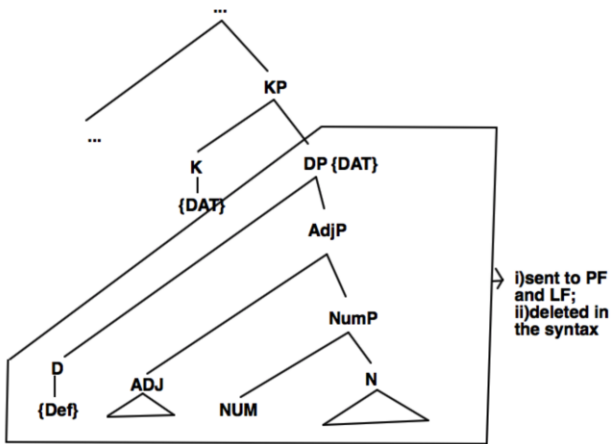 ...
KP
...
K
DP {DAT}
{DAT}
AdjP
i)sent to PF
and LF;
ii)deleted in
the syntax
NumP
D
ADJ
N
{Def}
NUM